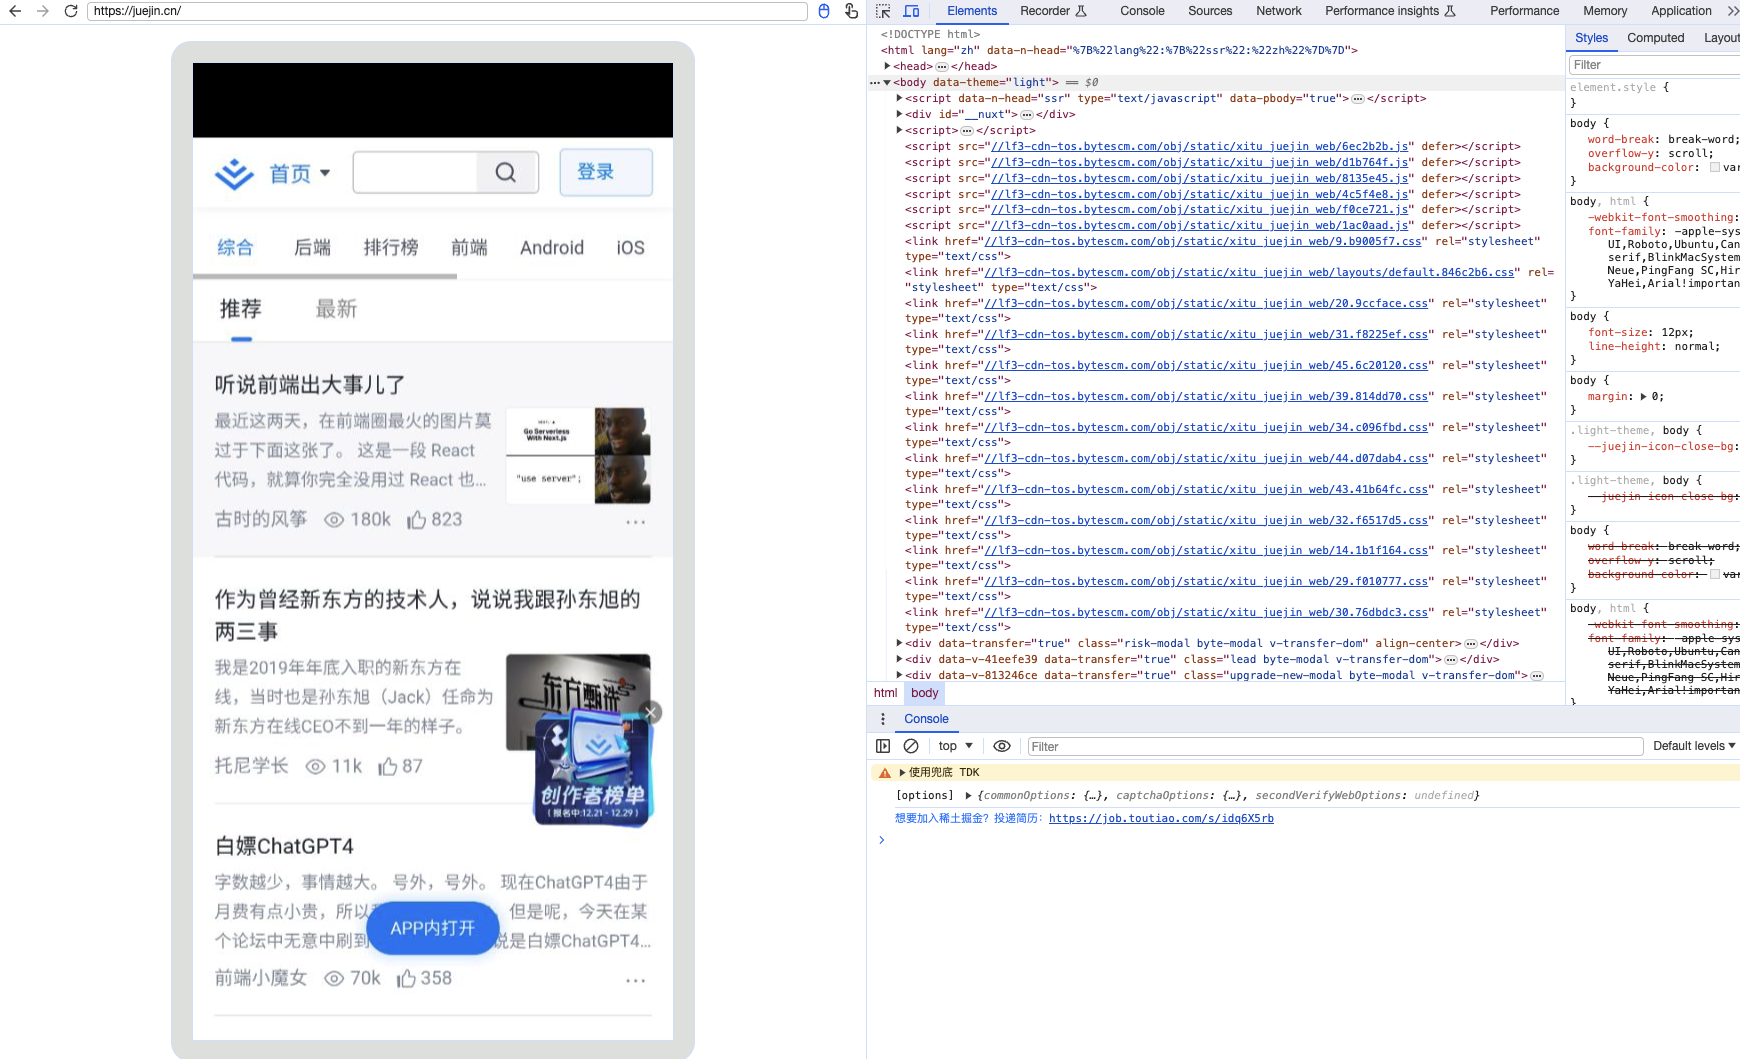 https://juejin.cn/
首页
登录
综合 后端 排行榜 前端 Android iOS
推荐 最新
听说前端出大事儿了
最近这两天，在前端圈最火的图片莫
过于下面这张了。 这是一段 React
代码，就算你完全没用过 React 也...
Go Serverless
With Next.js
"use server";
古时的风筝 180k 823
作为曾经新东方的技术人，说说我跟孙东旭的
两三事
我是2019年年底入职的新东方在
线，当时也是孙东旭（Jack）任命为
新东方在线CEO不到一年的样子。
东方甄选
创作者榜单
(报名中:12.21 - 12.29)
托尼学长 11k 87
白嫖ChatGPT4
字数越少，事情越大。 号外，号外。 现在ChatGPT4由于
月费有点小贵，所以 但是呢，今天在某
个论坛中无意中刷到 说是白嫖ChatGPT4...
APP内打开
前端小魔女 70k 358
Elements Recorder Console Sources Network Performance insights Performance Memory Application
<!DOCTYPE html>
<html lang="zh" data-n-head="%7B%22lang%22:%7B%22ssr%22:%22zh%22%7D%7D">
<head> … </head>
<body data-theme="light"> == $0
<script data-n-head="ssr" type="text/javascript" data-pbody="true"> … </script>
<div id="__nuxt"> … </div>
<script> … </script>
<script src="//lf3-cdn-tos.bytescm.com/obj/static/xitu_juejin_web/6ec2b2b.js" defer></script>
<script src="//lf3-cdn-tos.bytescm.com/obj/static/xitu_juejin_web/d1b764f.js" defer></script>
<script src="//lf3-cdn-tos.bytescm.com/obj/static/xitu_juejin_web/8135e45.js" defer></script>
<script src="//lf3-cdn-tos.bytescm.com/obj/static/xitu_juejin_web/4c5f4e8.js" defer></script>
<script src="//lf3-cdn-tos.bytescm.com/obj/static/xitu_juejin_web/f0ce721.js" defer></script>
<script src="//lf3-cdn-tos.bytescm.com/obj/static/xitu_juejin_web/1ac0aad.js" defer></script>
<link href="//lf3-cdn-tos.bytescm.com/obj/static/xitu_juejin_web/9.b9005f7.css" rel="stylesheet"
type="text/css">
<link href="//lf3-cdn-tos.bytescm.com/obj/static/xitu_juejin_web/layouts/default.846c2b6.css" rel=
"stylesheet" type="text/css">
<link href="//lf3-cdn-tos.bytescm.com/obj/static/xitu_juejin_web/20.9ccface.css" rel="stylesheet"
type="text/css">
<link href="//lf3-cdn-tos.bytescm.com/obj/static/xitu_juejin_web/31.f8225ef.css" rel="stylesheet"
type="text/css">
<link href="//lf3-cdn-tos.bytescm.com/obj/static/xitu_juejin_web/45.6c20120.css" rel="stylesheet"
type="text/css">
<link href="//lf3-cdn-tos.bytescm.com/obj/static/xitu_juejin_web/39.814dd70.css" rel="stylesheet"
type="text/css">
<link href="//lf3-cdn-tos.bytescm.com/obj/static/xitu_juejin_web/34.c096fbd.css" rel="stylesheet"
type="text/css">
<link href="//lf3-cdn-tos.bytescm.com/obj/static/xitu_juejin_web/44.d07dab4.css" rel="stylesheet"
type="text/css">
<link href="//lf3-cdn-tos.bytescm.com/obj/static/xitu_juejin_web/43.41b64fc.css" rel="stylesheet"
type="text/css">
<link href="//lf3-cdn-tos.bytescm.com/obj/static/xitu_juejin_web/32.f6517d5.css" rel="stylesheet"
type="text/css">
<link href="//lf3-cdn-tos.bytescm.com/obj/static/xitu_juejin_web/14.1b1f164.css" rel="stylesheet"
type="text/css">
<link href="//lf3-cdn-tos.bytescm.com/obj/static/xitu_juejin_web/29.f010777.css" rel="stylesheet"
type="text/css">
<link href="//lf3-cdn-tos.bytescm.com/obj/static/xitu_juejin_web/30.76dbdc3.css" rel="stylesheet"
type="text/css">
<div data-transfer="true" class="risk-modal byte-modal v-transfer-dom" align-center> … </div>
<div data-v-41eefe39 data-transfer="true" class="lead byte-modal v-transfer-dom"> … </div>
<div data-v-813246ce data-transfer="true" class="upgrade-new-modal byte-modal v-transfer-dom"> …
html body
Styles Computed Layout
Filter
element.style {
}
body {
word-break: break-word;
overflow-y: scroll;
background-color: var
}
body, html {
-webkit-font-smoothing:
font-family: -apple-sys
UI,Roboto,Ubuntu,Can
serif,BlinkMacSystem
Neue,PingFang SC,Hir
YaHei,Arial!importan
}
body {
font-size: 12px;
line-height: normal;
}
body {
margin: 0;
}
.light-theme, body {
--juejin-icon-close-bg:
}
.light-theme, body {
--juejin-icon-close-bg:
}
body {
word-break: break-word;
overflow-y: scroll;
background-color: var
}
body, html {
-webkit-font-smoothing:
font-family: -apple-sys
UI,Roboto,Ubuntu,Can
serif,BlinkMacSystem
Neue,PingFang SC,Hir
YaHei,Arial!importan
}
Console
top Filter Default levels
使用兜底 TDK
[options] {commonOptions: {…}, captchaOptions: {…}, secondVerifyWebOptions: undefined}
想要加入稀土掘金? 投递简历: https://job.toutiao.com/s/idq6X5rb